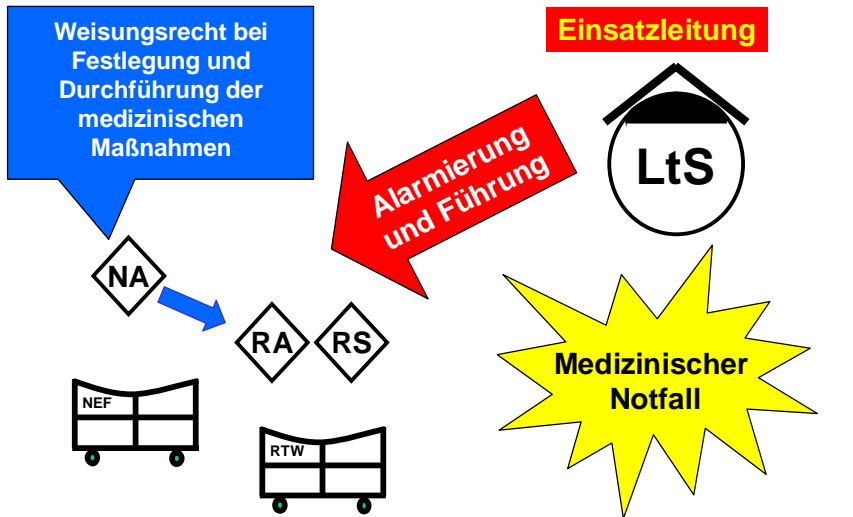 Weisungsrecht bei
Festlegung und
Durchführung der
medizinischen
Maßnahmen
Einsatzleitung
LtS
Alarmierung
und Führung
NA
RA
RS
Medizinischer
Notfall
NEF
RTW